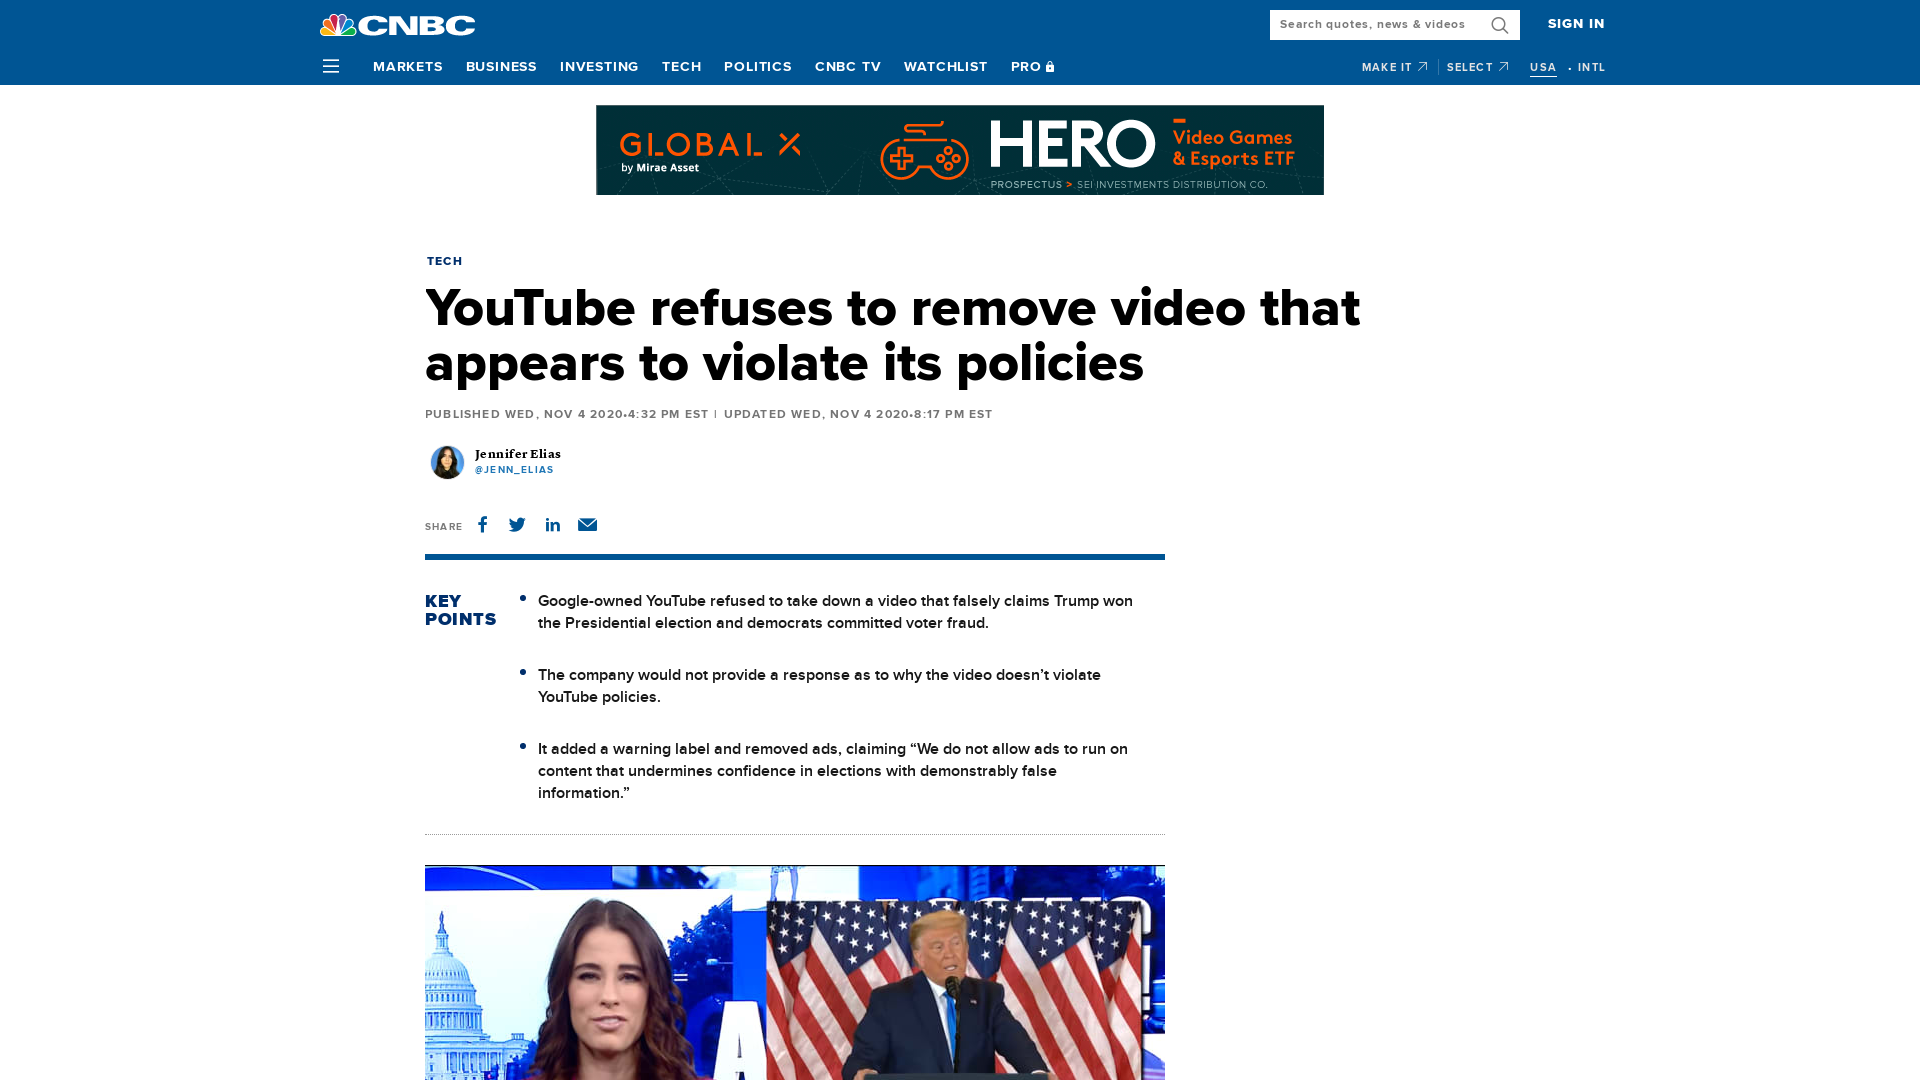 CNBC
Search quotes, news & videos
SIGN IN
MARKETS BUSINESS INVESTING TECH POLITICS CNBC TV WATCHLIST PRO
MAKE IT SELECT USA • INTL
GLOBAL X
by Mirae Asset
HERO
Video Games
& Esports ETF
PROSPECTUS > SEI INVESTMENTS DISTRIBUTION CO.
TECH
YouTube refuses to remove video that
appears to violate its policies
PUBLISHED WED, NOV 4 2020•4:32 PM EST | UPDATED WED, NOV 4 2020•8:17 PM EST
Jennifer Elias
@JENN_ELIAS
SHARE
KEY
POINTS
• Google-owned YouTube refused to take down a video that falsely claims Trump won
the Presidential election and democrats committed voter fraud.
• The company would not provide a response as to why the video doesn’t violate
YouTube policies.
• It added a warning label and removed ads, claiming “We do not allow ads to run on
content that undermines confidence in elections with demonstrably false
information.”